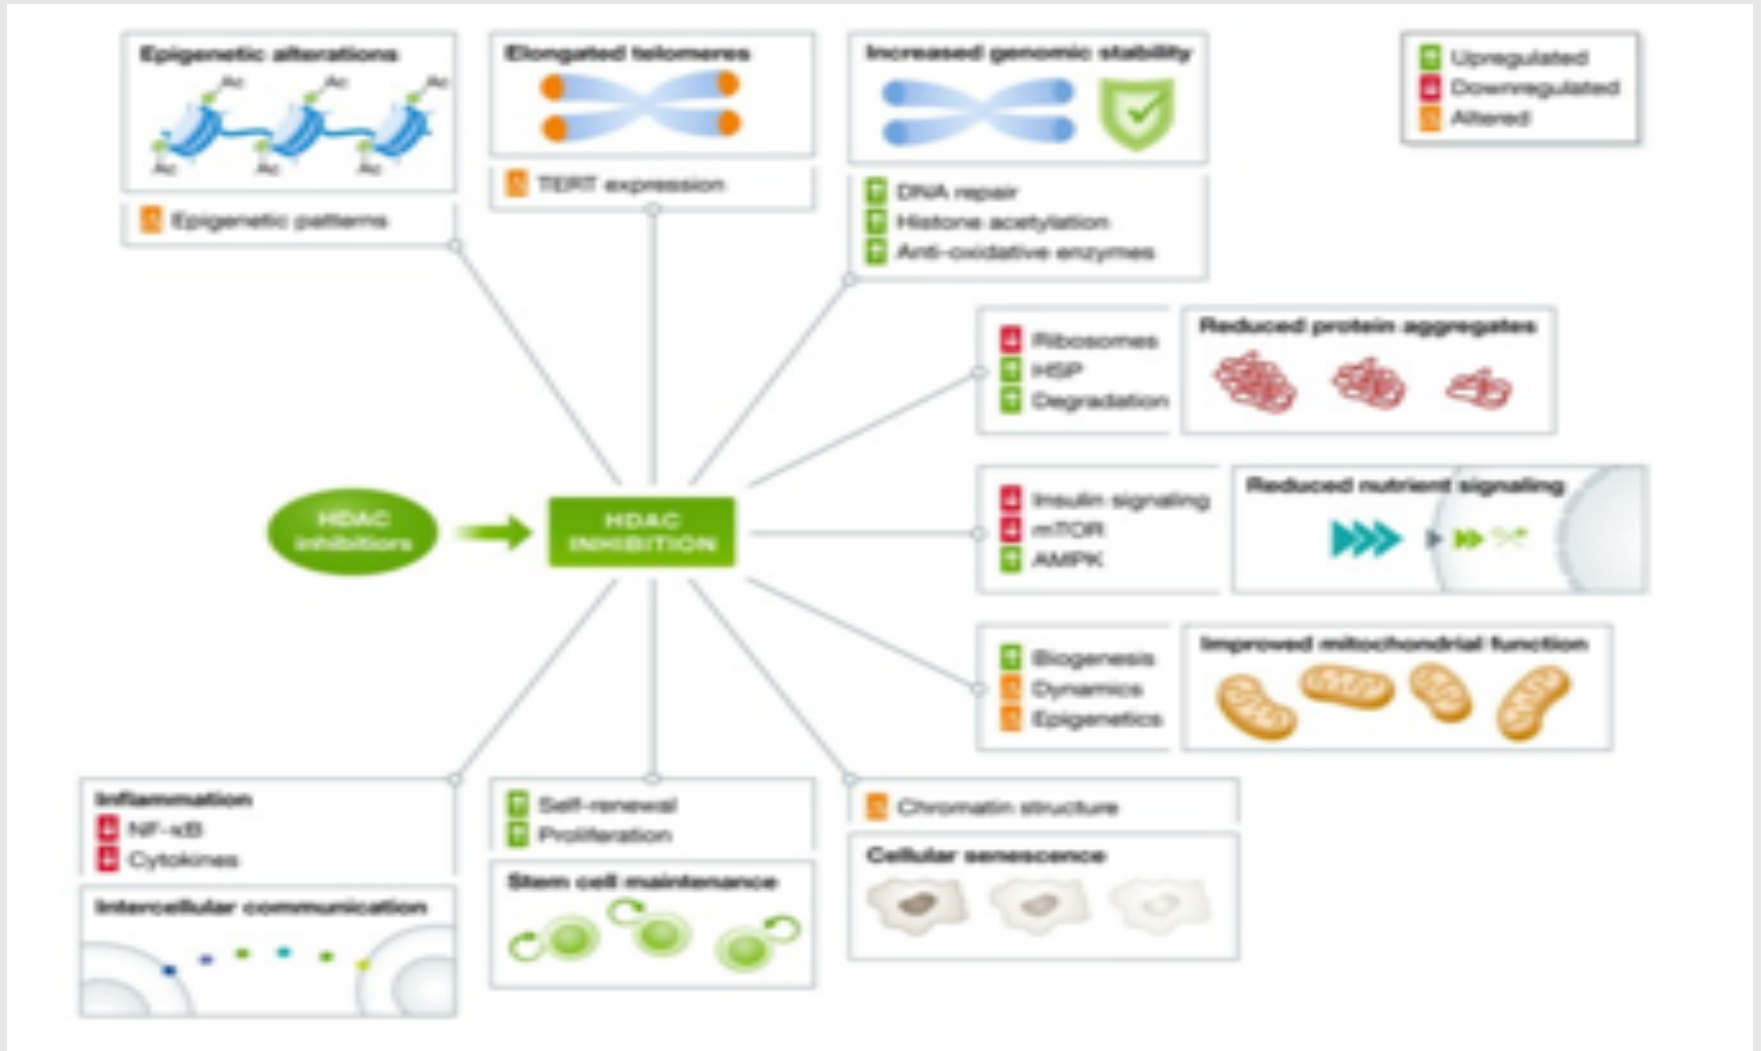 Epigenetic alterations
Ac
Ac
Ac
Ac
Ac
Ac
Epigenetic patterns
Elongated telomeres
TERT expression
Increased genomic stability
DNA repair
Histone acetylation
Anti-oxidative enzymes
Upregulated
Downregulated
Altered
Ribosomes
HSP
Degradation
Reduced protein aggregates
HDAC
inhibitiors
HDAC
INHIBITION
Insulin signaling
mTOR
AMPK
Reduced nutrient signaling
Biogenesis
Dynamics
Epigenetics
Improved mitochondrial function
Inflammation
NF-κB
Cytokines
Intercellular communication
Self-renewal
Proliferation
Stem cell maintenance
Chromatin structure
Cellular senescence